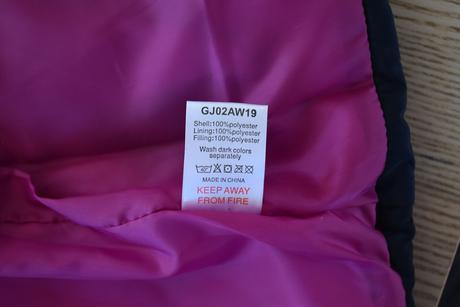 GJ02AW19
Shell:100%polyester
Lining:100%polyester
Filling:100%polyester
Wash dark colors
separately
MADE IN CHINA
KEEP AWAY
FROM FIRE